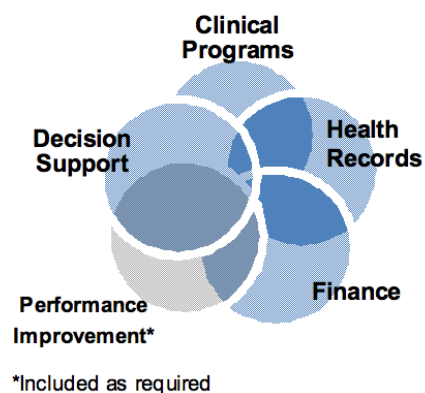 Clinical
Programs
Decision
Support
Health
Records
Finance
Performance
Improvement*
*Included as required